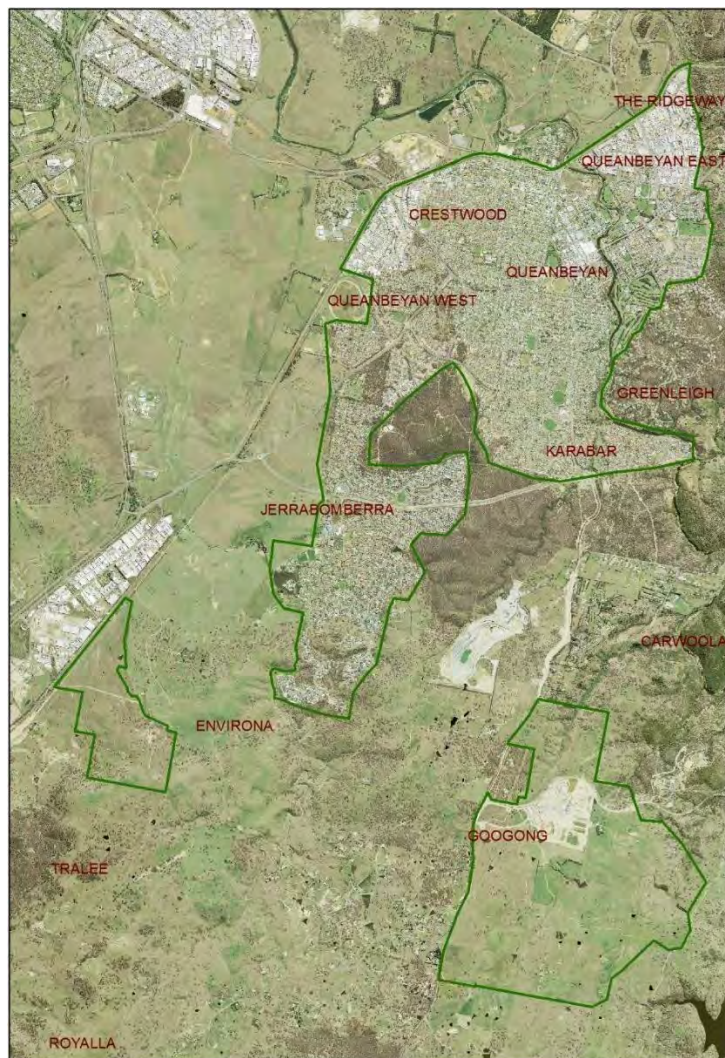 THE RIDGEWAY
QUEANBEYAN EAST
CRESTWOOD
QUEANBEYAN
QUEANBEYAN WEST
GREENLEIGH
KARABAR
JERRABOMBERRA
CARWOOLA
ENVIRONA
GOOGONG
TRALEE
ROYALLA